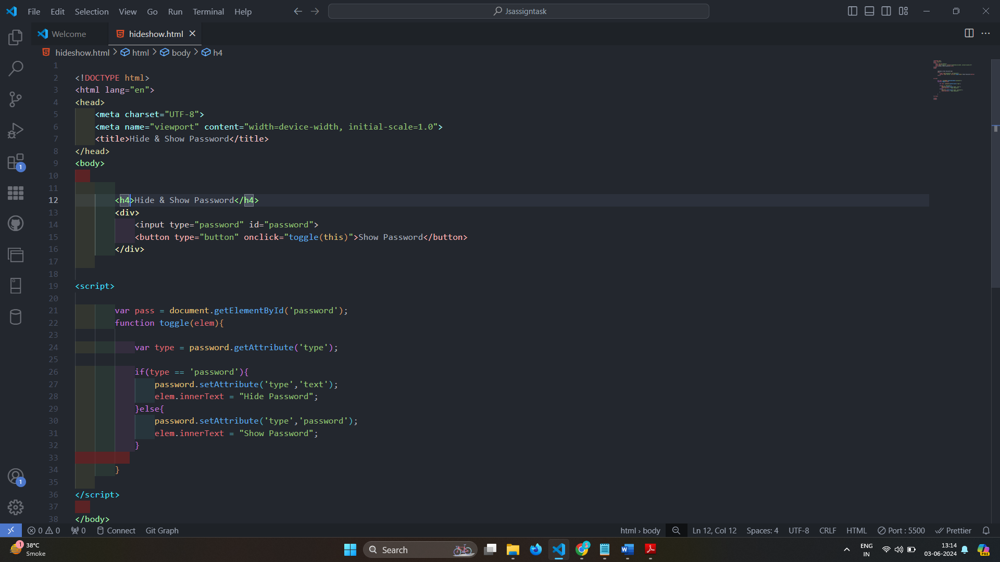 File Edit Selection View Go Run Terminal Help
Jsassigntask
Welcome
hideshow.html
hideshow.html > html > body > h4
1
2 <!DOCTYPE html>
3 <html lang="en">
4 <head>
5 <meta charset="UTF-8">
6 <meta name="viewport" content="width=device-width, initial-scale=1.0">
7 <title>Hide & Show Password</title>
8 </head>
9 <body>
10
11
12 <h4>Hide & Show Password</h4>
13 <div>
14 <input type="password" id="password">
15 <button type="button" onclick="toggle(this)">Show Password</button>
16 </div>
17
18
19 <script>
20
21 var pass = document.getElementById('password');
22 function toggle(elem){
23
24 var type = password.getAttribute('type');
25
26 if(type == 'password'){
27 password.setAttribute('type','text');
28 elem.innerText = "Hide Password";
29 }else{
30 password.setAttribute('type','password');
31 elem.innerText = "Show Password";
32 }
33
34 }
35
36 </script>
37
38 </body>
1
1
0 0 0 Connect Git Graph
html › body Ln 12, Col 12 Spaces: 4 UTF-8 CRLF HTML Port : 5500 Prettier
1
38°C
Smoke
Search
3
ENG
IN
13:14
03-06-2024
PRE